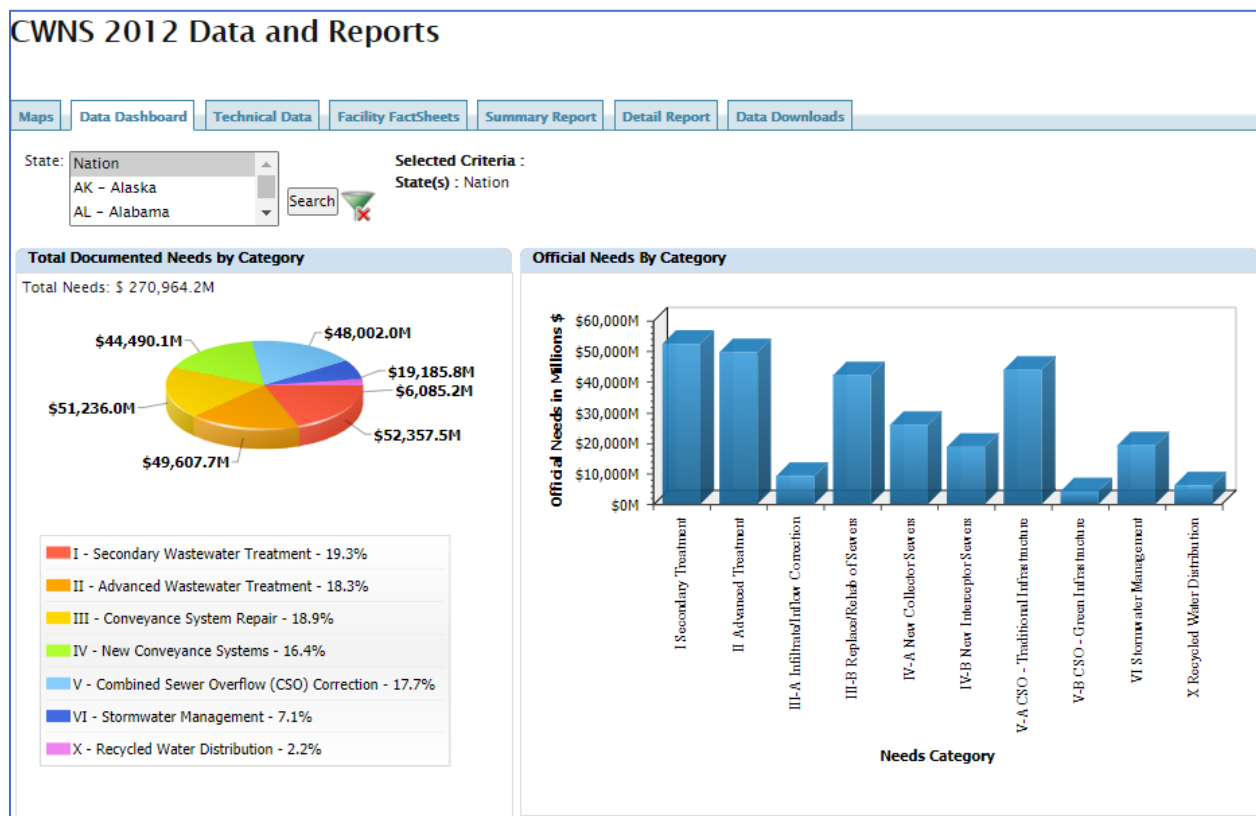 CWNS 2012 Data and Reports
Maps
Data Dashboard
Technical Data
Facility FactSheets
Summary Report
Detail Report
Data Downloads
State:
Nation
AK - Alaska
AL - Alabama
Search
Selected Criteria :
State(s) : Nation
Total Documented Needs by Category
Total Needs: $ 270,964.2M
$48,002.0M
$44,490.1M
$19,185.8M
$6,085.2M
$51,236.0M
$52,357.5M
$49,607.7M
I - Secondary Wastewater Treatment - 19.3%
II - Advanced Wastewater Treatment - 18.3%
III - Conveyance System Repair - 18.9%
IV - New Conveyance Systems - 16.4%
V - Combined Sewer Overflow (CSO) Correction - 17.7%
VI - Stormwater Management - 7.1%
X - Recycled Water Distribution - 2.2%
Official Needs By Category
Official Needs in Millions $
$60,000M
$50,000M
$40,000M
$30,000M
$20,000M
$10,000M
$0M
I Secondary Treatment
II Advanced Treatment
III-A Infiltrate/Inflow Correction
III-B Replace/Rehab of Sewers
IV-A New Collector Sewers
IV-B New Interceptor Sewers
V-A CSO - Traditional Infrastructure
V-B CSO - Green Infrastructure
VI Stormwater Management
X Recycled Water Distribution
Needs Category